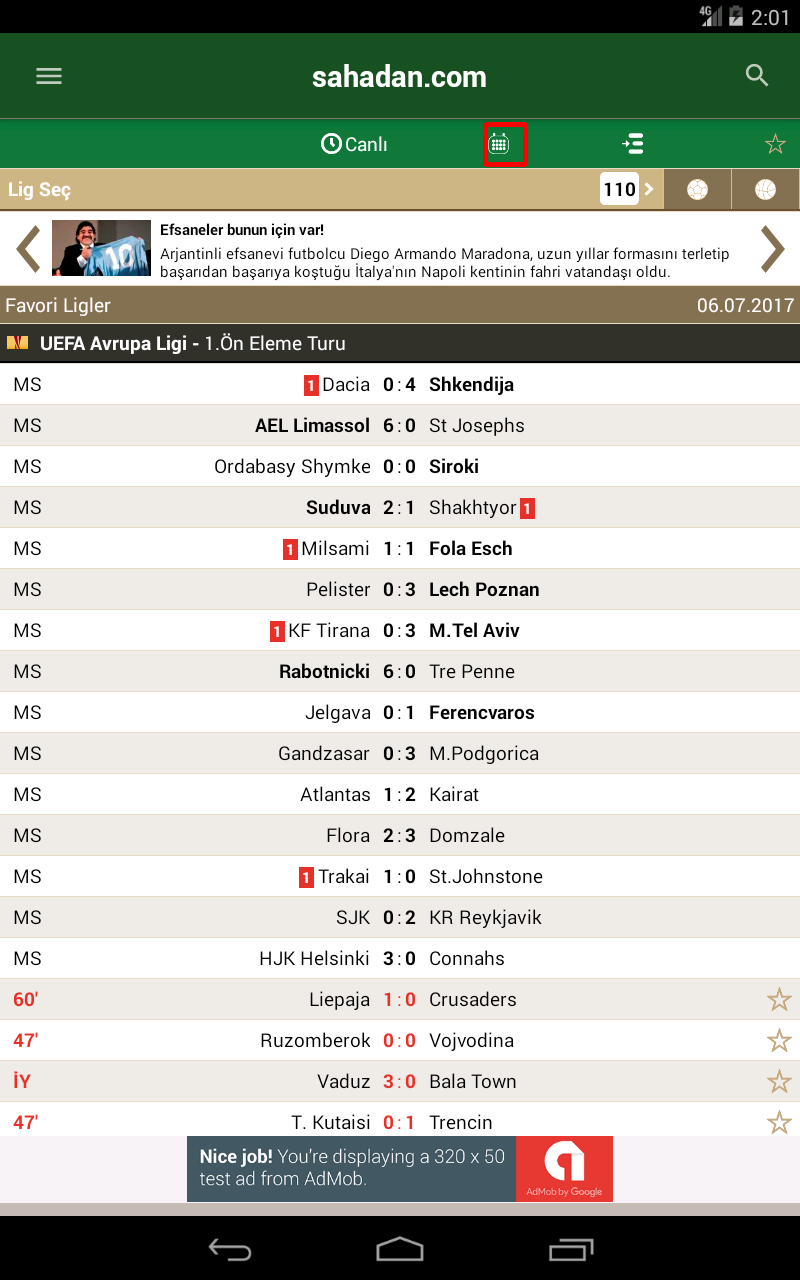 4G 2:01
sahadan.com
Canlı
Lig Seç 110
Efsaneler bunun için var!
Arjantinli efsanevi futbolcu Diego Armando Maradona, uzun yıllar formasını terletip
başarıdan başarıya koştuğu İtalya'nın Napoli kentinin fahri vatandaşı oldu.
10
Favori Ligler 06.07.2017
UEFA Avrupa Ligi - 1.Ön Eleme Turu
MS 1 Dacia 0 : 4 Shkendija
MS AEL Limassol 6 : 0 St Josephs
MS Ordabasy Shymke 0 : 0 Siroki
MS Suduva 2 : 1 Shakhtyor 1
MS 1 Milsami 1 : 1 Fola Esch
MS Pelister 0 : 3 Lech Poznan
MS 1 KF Tirana 0 : 3 M.Tel Aviv
MS Rabotnicki 6 : 0 Tre Penne
MS Jelgava 0 : 1 Ferencvaros
MS Gandzasar 0 : 3 M.Podgorica
MS Atlantas 1 : 2 Kairat
MS Flora 2 : 3 Domzale
MS 1 Trakai 1 : 0 St.Johnstone
MS SJK 0 : 2 KR Reykjavik
MS HJK Helsinki 3 : 0 Connahs
60' Liepaja 1 : 0 Crusaders
47' Ruzomberok 0 : 0 Vojvodina
İY Vaduz 3 : 0 Bala Town
47' T. Kutaisi 0 : 1 Trencin
Nice job! You're displaying a 320 x 50
test ad from AdMob.
AdMob by Google